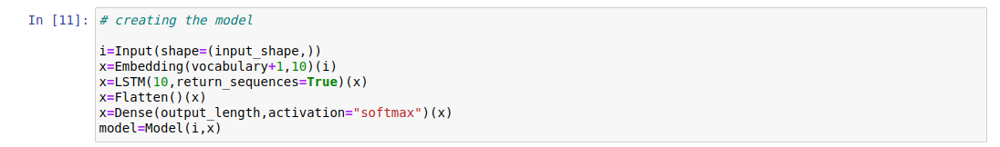 In [11]: # creating the model
i=Input(shape=(input_shape,))
x=Embedding(vocabulary+1,10)(i)
x=LSTM(10,return_sequences=True)(x)
x=Flatten()(x)
x=Dense(output_length,activation="softmax")(x)
model=Model(i,x)